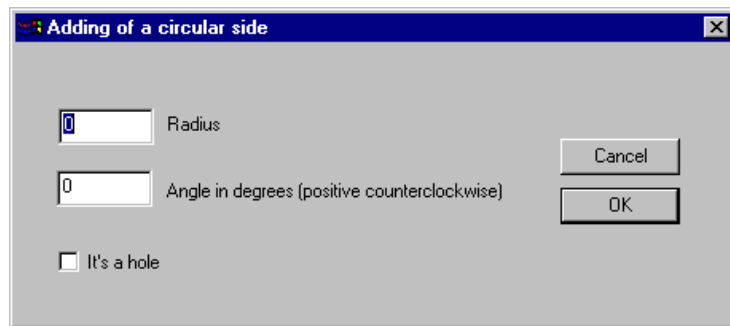 Adding of a circular side
0 Radius
Cancel
0 Angle in degrees (positive counterclockwise)
OK
It's a hole